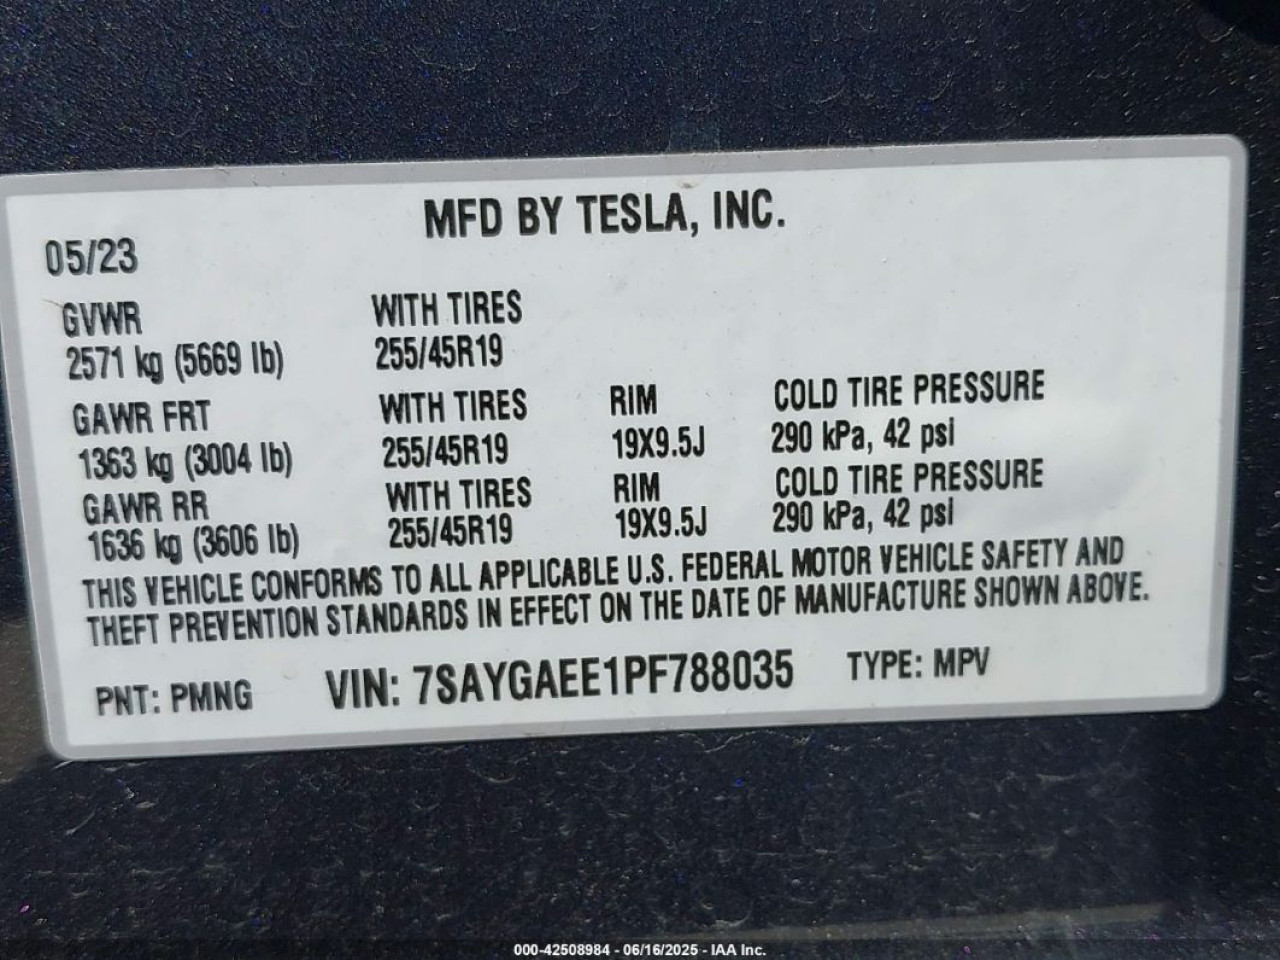 MFD BY TESLA, INC.
05/23
GVWR WITH TIRES
2571 kg (5669 lb) 255/45R19
GAWR FRT WITH TIRES RIM COLD TIRE PRESSURE
1363 kg (3004 lb) 255/45R19 19X9.5J 290 kPa, 42 psi
GAWR RR WITH TIRES RIM COLD TIRE PRESSURE
1636 kg (3606 lb) 255/45R19 19X9.5J 290 kPa, 42 psi
THIS VEHICLE CONFORMS TO ALL APPLICABLE U.S. FEDERAL MOTOR VEHICLE SAFETY AND
THEFT PREVENTION STANDARDS IN EFFECT ON THE DATE OF MANUFACTURE SHOWN ABOVE.
PNT: PMNG VIN: 7SAYGAEE1PF788035 TYPE: MPV
000-42508984 - 06/16/2025 - IAA Inc.